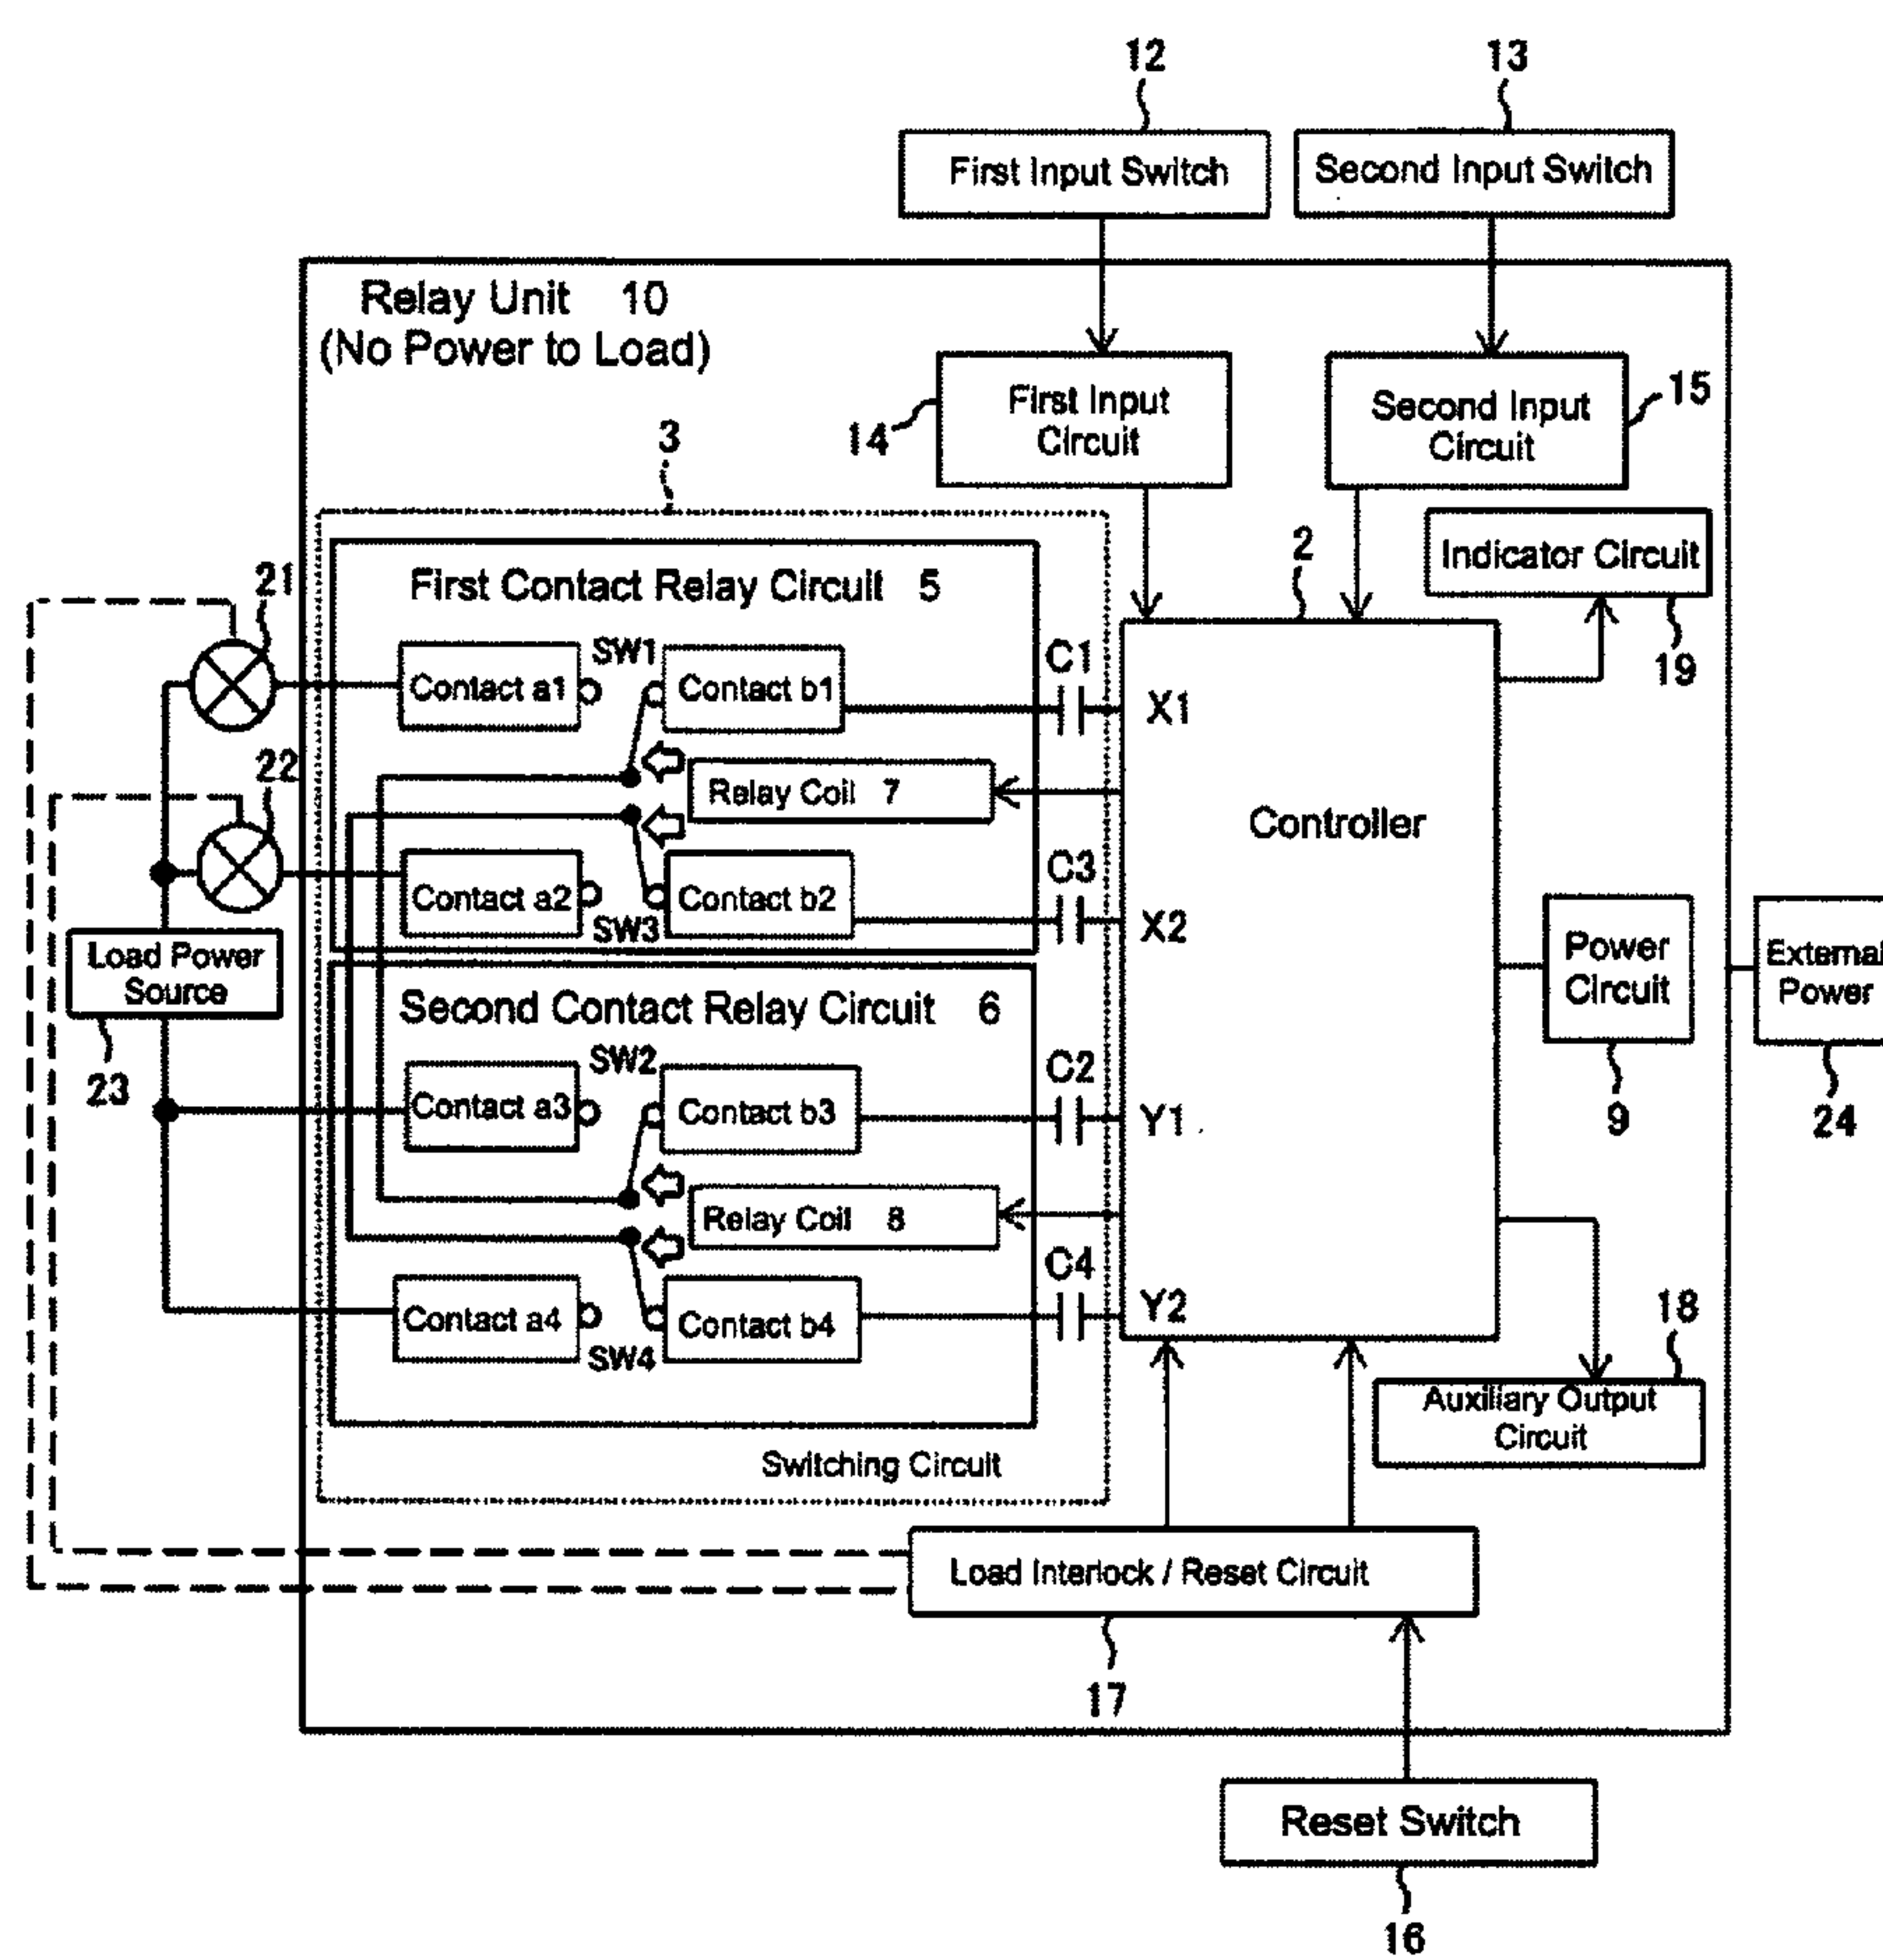 12
13
First Input Switch
Second Input Switch
Relay Unit 10
(No Power to Load)
First Input
Circuit
14
Second Input
Circuit
15
3
2
Indicator Circuit
19
First Contact Relay Circuit 5
21
Contact a1
SW1
Contact b1
C1
X1
22
Relay Coil 7
Controller
Contact a2
SW3
Contact b2
C3
X2
Load Power
Source
23
Power
Circuit
9
External
Power
24
Second Contact Relay Circuit 6
Contact a3
SW2
Contact b3
C2
Y1
Relay Coil 8
Contact a4
SW4
Contact b4
C4
Y2
18
Auxiliary Output
Circuit
Switching Circuit
Load Interlock / Reset Circuit
17
Reset Switch
16